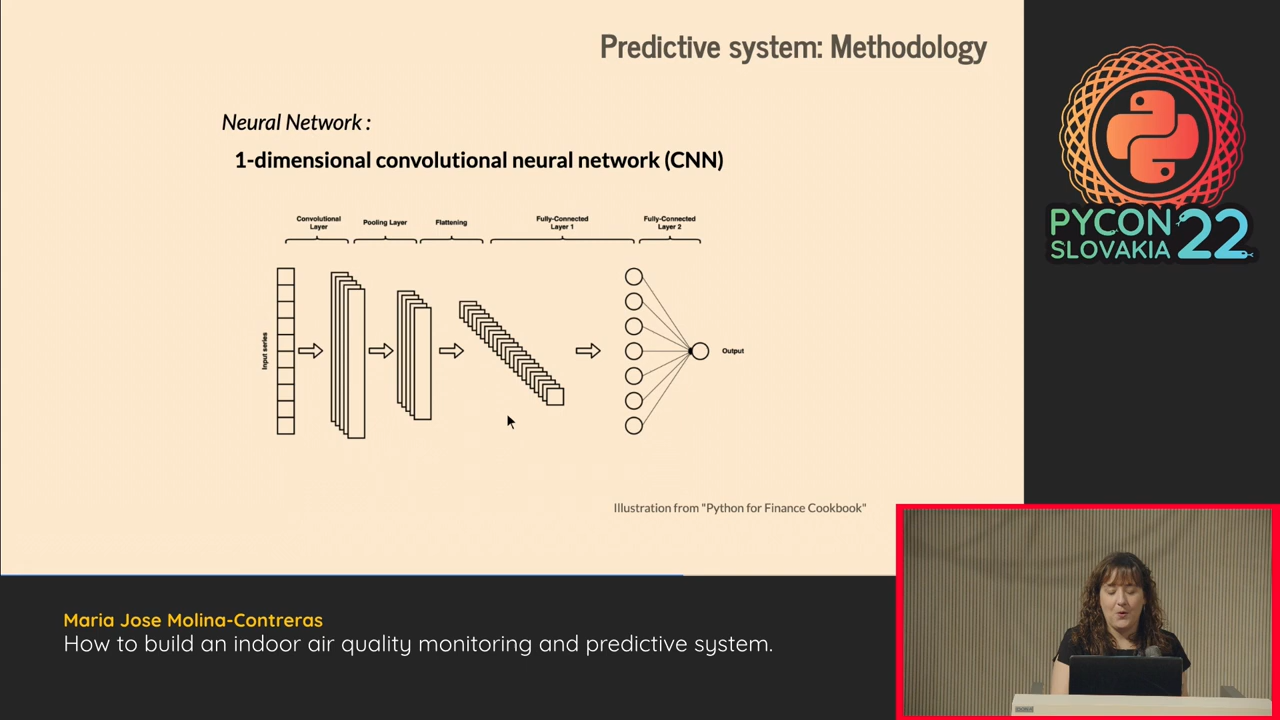 Predictive system: Methodology
Neural Network :
1-dimensional convolutional neural network (CNN)
Convolutional
Layer
Pooling Layer
Flattening
Fully-Connected
Layer 1
Fully-Connected
Layer 2
Input series
Output
Illustration from "Python for Finance Cookbook"
PYCON
SLOVAKIA
22
Maria Jose Molina-Contreras
How to build an indoor air quality monitoring and predictive system.